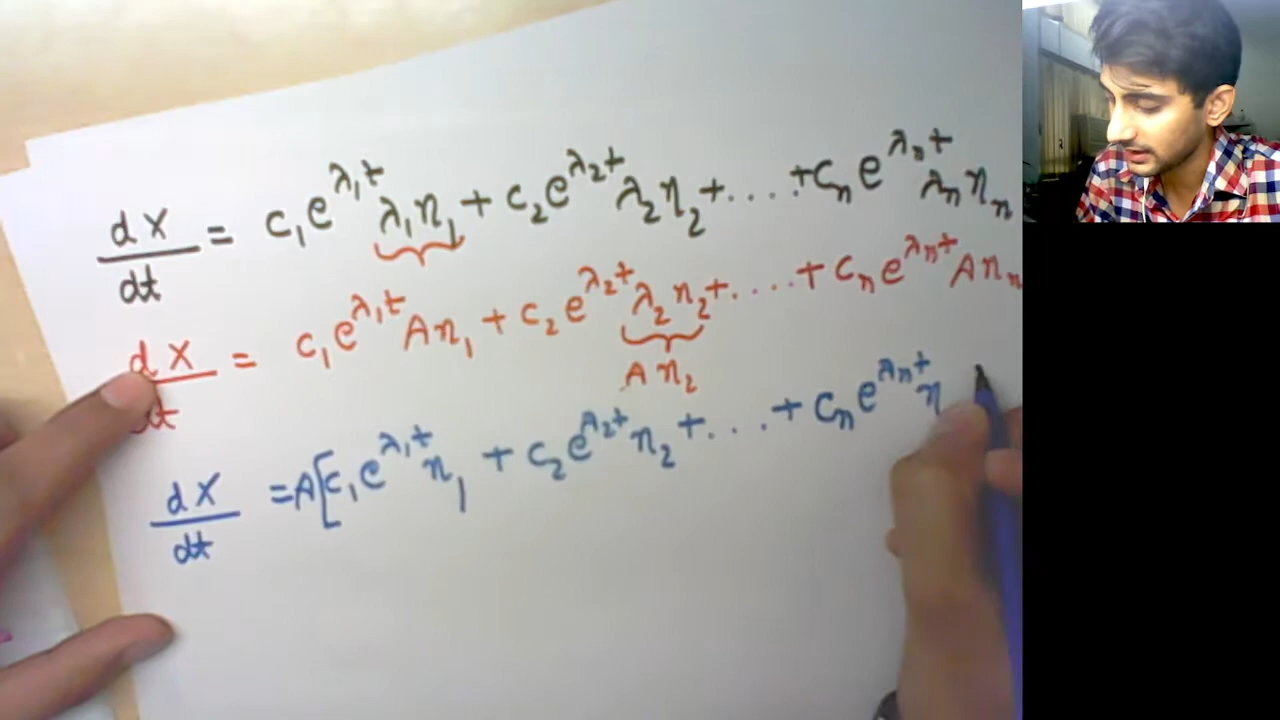 dX/dt = c₁e^λ₁t λ₁η₁ + c₂e^λ₂t λ₂η₂ + .... + cₙe^λₙt λₙηₙ
dX/dt = c₁e^λ₁t Aη₁ + c₂e^λ₂t λ₂η₂ + .... + cₙe^λₙt Aηₙ
Aη₂
dX/dt = A[c₁e^λ₁t η₁ + c₂e^λ₂t η₂ + .... + cₙe^λₙt η